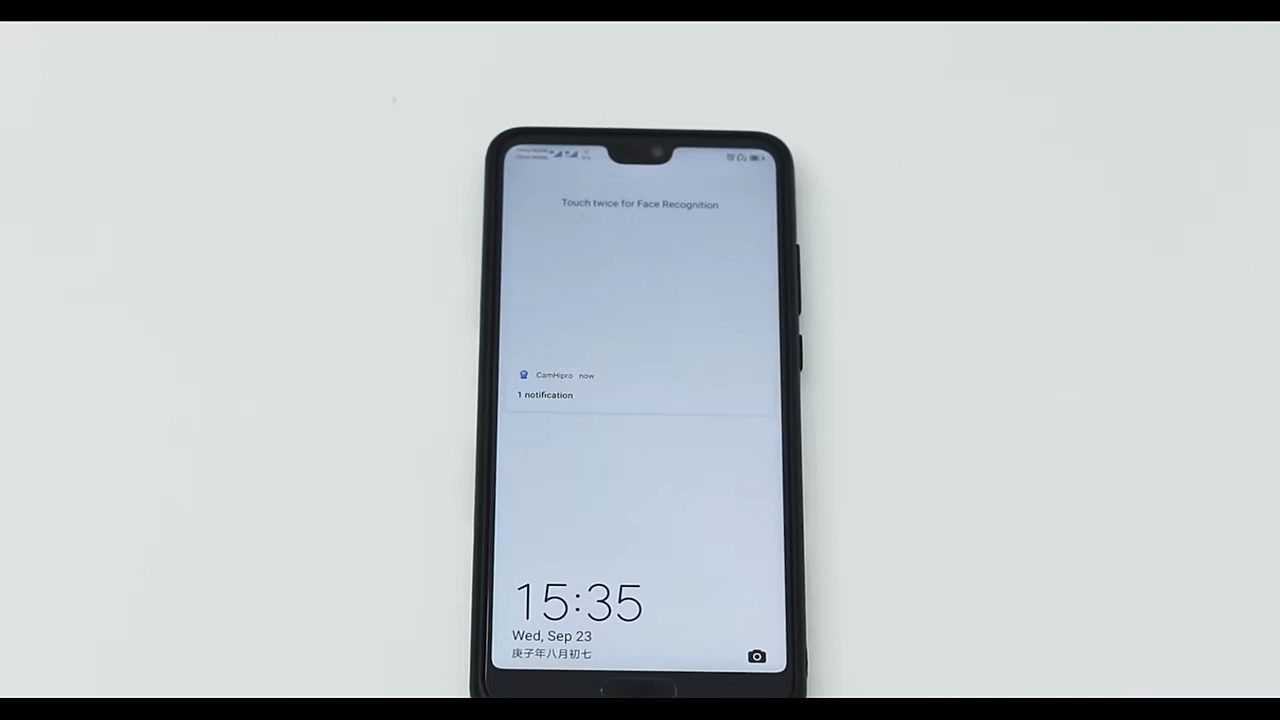 Touch twice for Face Recognition
CamHipro now
1 notification
15:35
Wed, Sep 23
庚子年八月初七